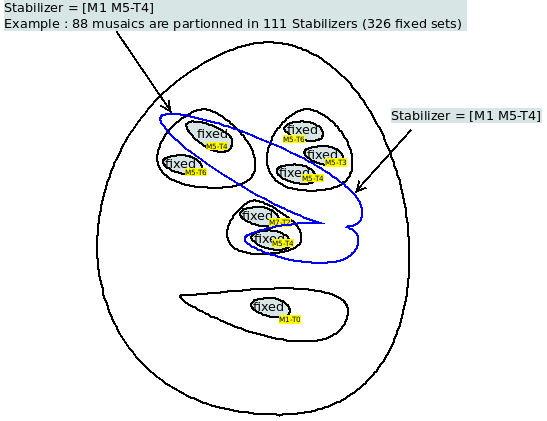 Stabilizer = [M1 M5-T4]
Example : 88 musaics are partionned in 111 Stabilizers (326 fixed sets)
Stabilizer = [M1 M5-T4]
fixed
M5-T4
fixed
M5-T6
fixed
M5-T6
fixed
M5-T3
fixed
M5-T4
fixed
M7-T2
fixed
M5-T4
fixed
M1-T0